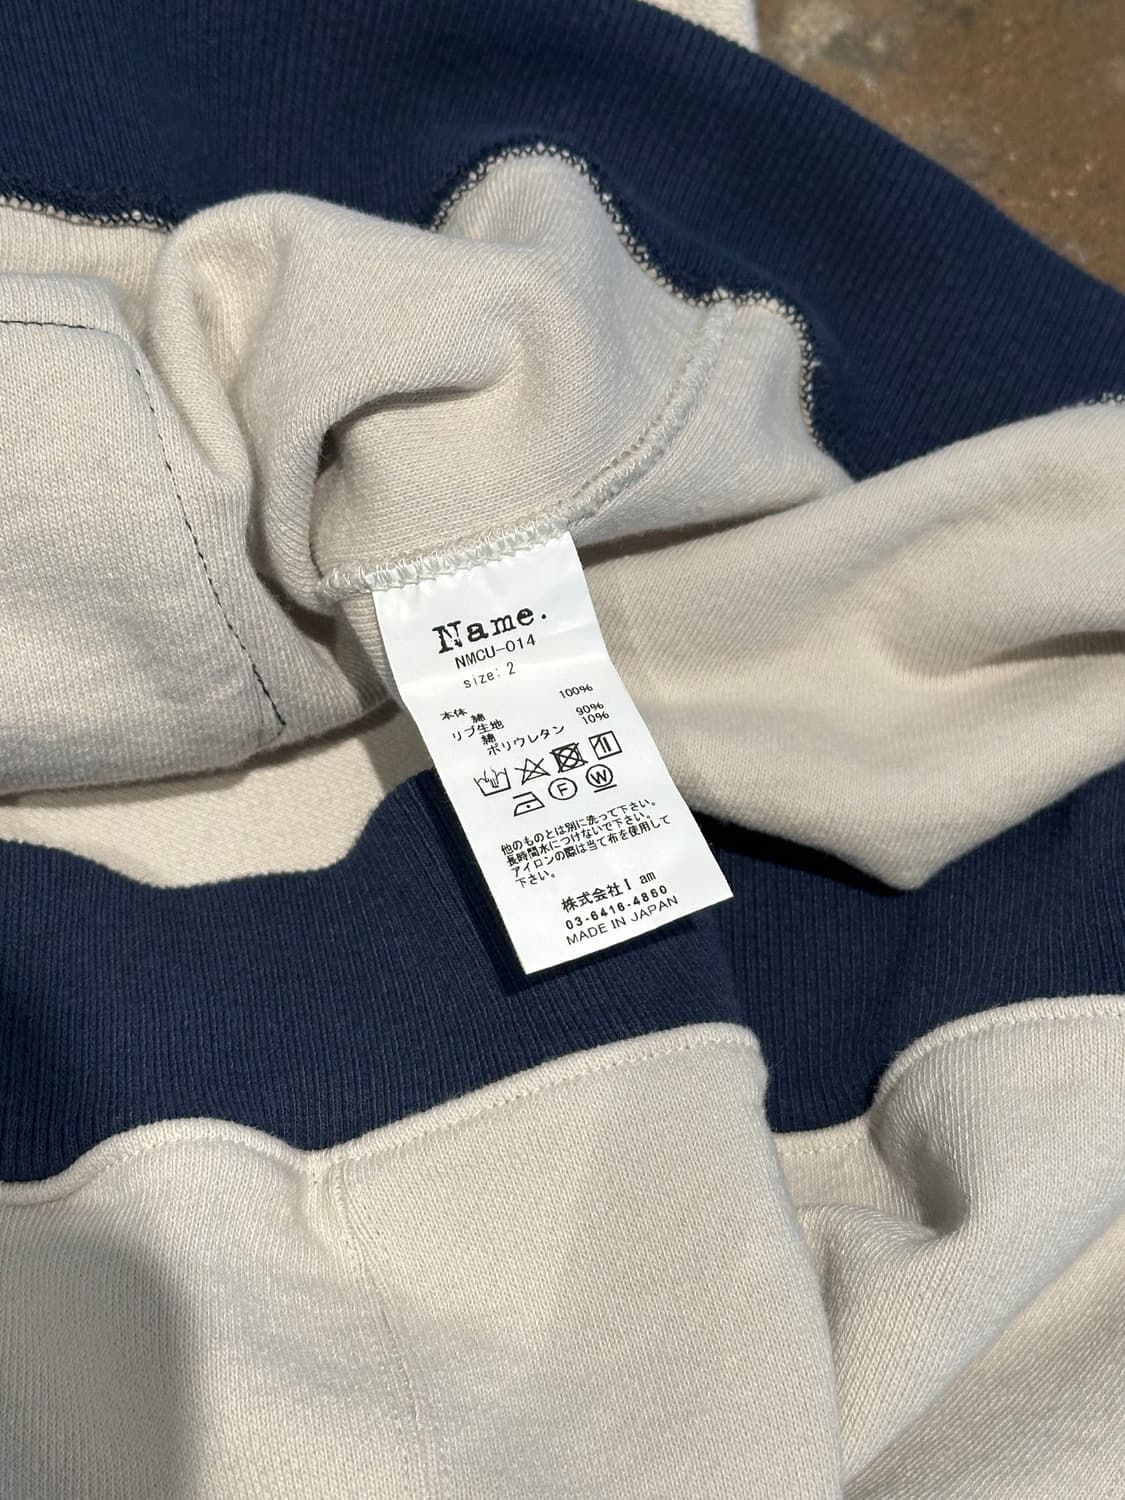 Name.
NMCU-014
size: 2
本体 綿 100%
リブ生地 綿 90%
ポリウレタン 10%
F
W
他のものとは別に洗って下さい。
長時間水につけないで下さい。
アイロンの際は当て布を使用して
下さい。
株式会社I am
03-6416-4860
MADE IN JAPAN